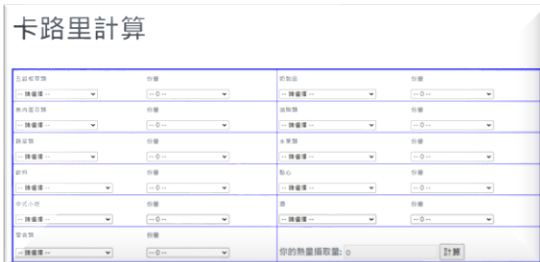 卡路里計算
五穀根莖類 份量 奶製品 份量
-- 請選擇 -- -- 0 -- -- 請選擇 -- -- 0 --
魚肉蛋豆類 份量 油脂類 份量
-- 請選擇 -- -- 0 -- -- 請選擇 -- -- 0 --
蔬菜類 份量 水果類 份量
-- 請選擇 -- -- 0 -- -- 請選擇 -- -- 0 --
飲料 份量 點心 份量
-- 請選擇 -- -- 0 -- -- 請選擇 -- -- 0 --
中式小吃 份量 酒 份量
-- 請選擇 -- -- 0 -- -- 請選擇 -- -- 0 --
份量
-- 請選擇 -- -- 0 -- 你的熱量攝取量: 0 計算